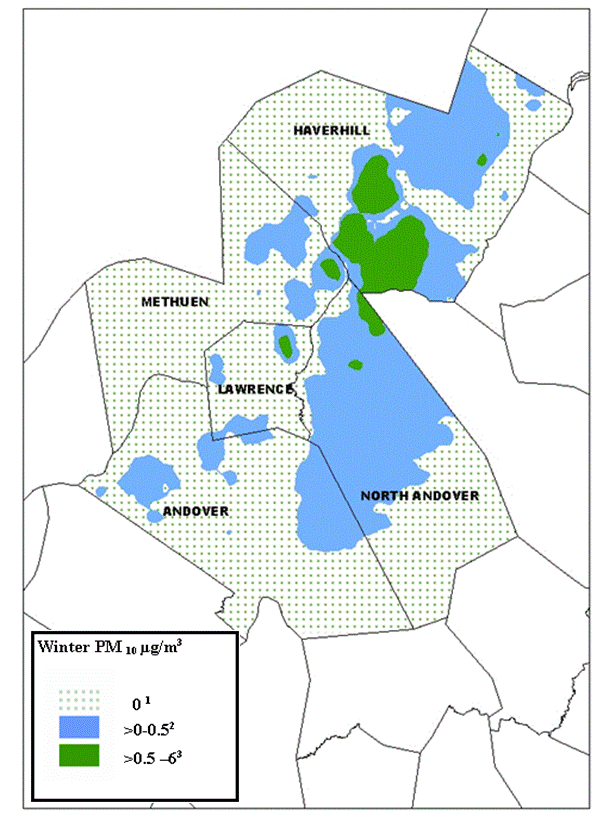 HAVERHILL
METHUEN
LAWRENCE
NORTH ANDOVER
ANDOVER
Winter PM 10 µg/m3
0 1
>0-0.52
>0.5 –63